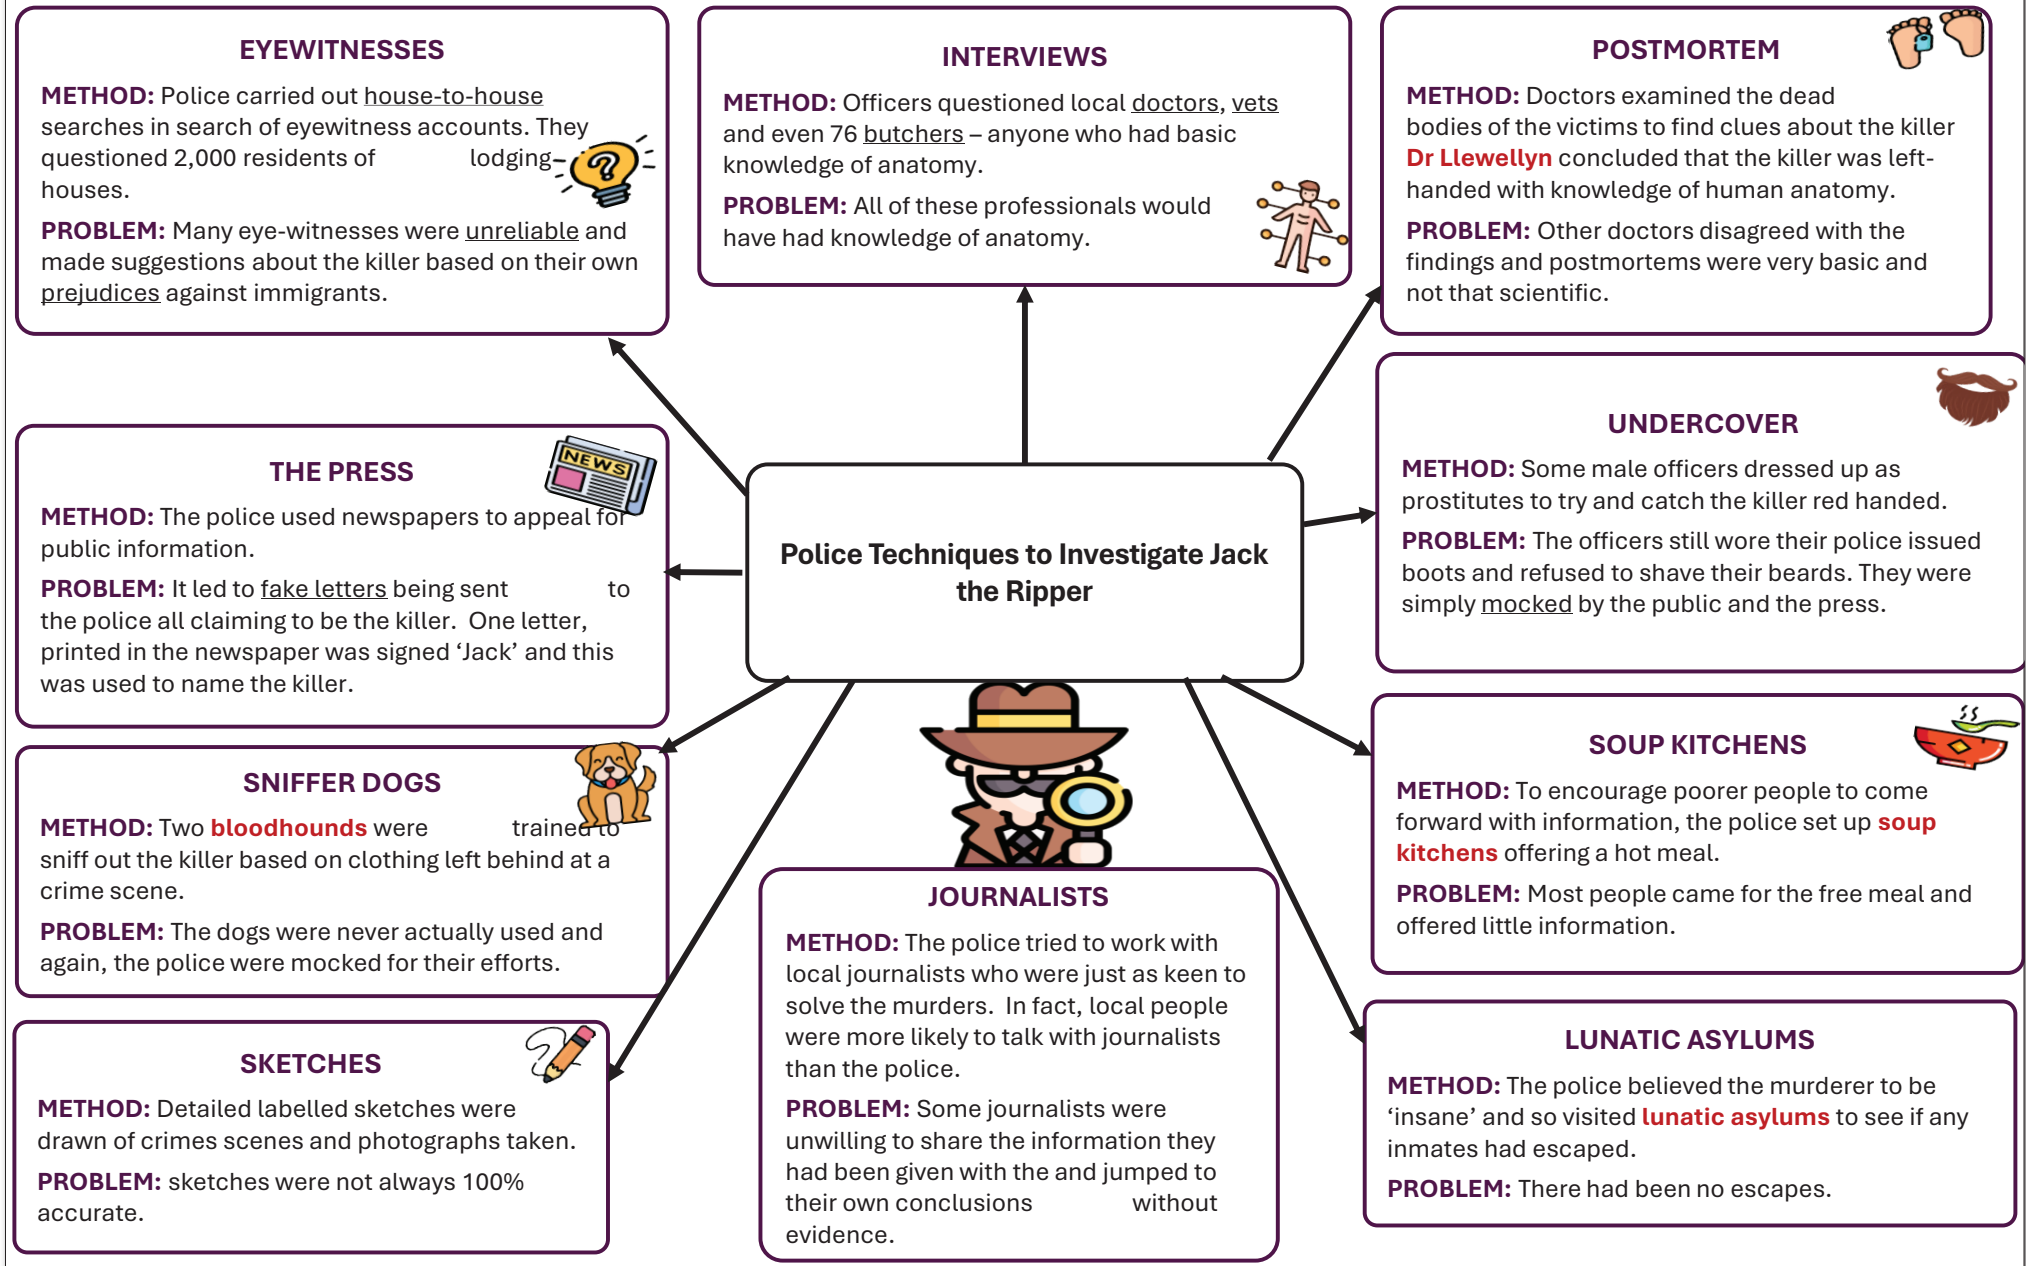 EYEWITNESSES
METHOD: Police carried out house-to-house
searches in search of eyewitness accounts. They
questioned 2,000 residents of lodging-
houses.
PROBLEM: Many eye-witnesses were unreliable and
made suggestions about the killer based on their own
prejudices against immigrants.
INTERVIEWS
METHOD: Officers questioned local doctors, vets
and even 76 butchers – anyone who had basic
knowledge of anatomy.
PROBLEM: All of these professionals would
have had knowledge of anatomy.
POSTMORTEM
METHOD: Doctors examined the dead
bodies of the victims to find clues about the killer
Dr Llewellyn concluded that the killer was left-
handed with knowledge of human anatomy.
PROBLEM: Other doctors disagreed with the
findings and postmortems were very basic and
not that scientific.
THE PRESS
NEWS
METHOD: The police used newspapers to appeal for
public information.
PROBLEM: It led to fake letters being sent to
the police all claiming to be the killer. One letter,
printed in the newspaper was signed ‘Jack’ and this
was used to name the killer.
Police Techniques to Investigate Jack
the Ripper
UNDERCOVER
METHOD: Some male officers dressed up as
prostitutes to try and catch the killer red handed.
PROBLEM: The officers still wore their police issued
boots and refused to shave their beards. They were
simply mocked by the public and the press.
SNIFFER DOGS
METHOD: Two bloodhounds were trained to
sniff out the killer based on clothing left behind at a
crime scene.
PROBLEM: The dogs were never actually used and
again, the police were mocked for their efforts.
SOUP KITCHENS
METHOD: To encourage poorer people to come
forward with information, the police set up soup
kitchens offering a hot meal.
PROBLEM: Most people came for the free meal and
offered little information.
SKETCHES
METHOD: Detailed labelled sketches were
drawn of crimes scenes and photographs taken.
PROBLEM: sketches were not always 100%
accurate.
JOURNALISTS
METHOD: The police tried to work with
local journalists who were just as keen to
solve the murders. In fact, local people
were more likely to talk with journalists
than the police.
PROBLEM: Some journalists were
unwilling to share the information they
had been given with the and jumped to
their own conclusions without
evidence.
LUNATIC ASYLUMS
METHOD: The police believed the murderer to be
‘insane’ and so visited lunatic asylums to see if any
inmates had escaped.
PROBLEM: There had been no escapes.